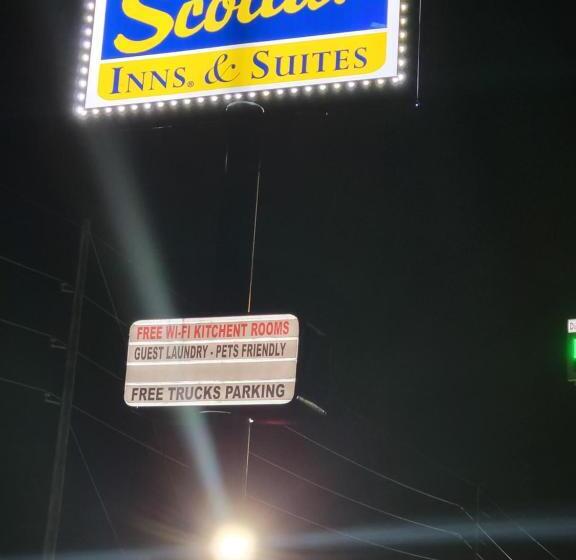 INNS® & SUITES
FREE WI-FI KITCHENT ROOMS
GUEST LAUNDRY - PETS FRIENDLY
FREE TRUCKS PARKING